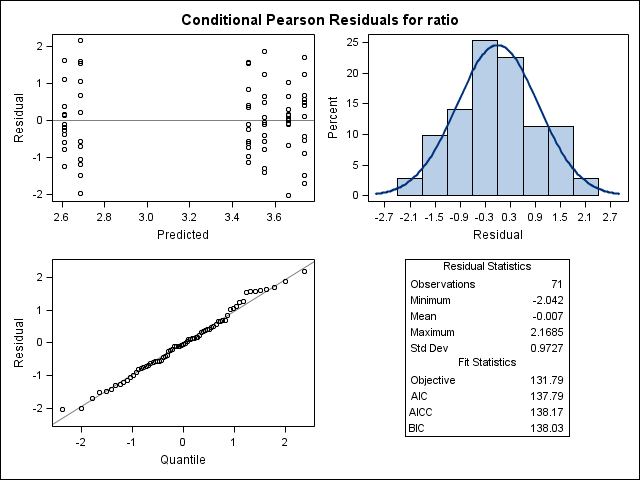 Conditional Pearson Residuals for ratio
2
1
0
-1
-2
Residual
2.6 2.8 3.0 3.2 3.4 3.6
Predicted
25
20
15
10
5
0
Percent
-2.7 -2.1 -1.5 -0.9 -0.3 0.3 0.9 1.5 2.1 2.7
Residual
2
1
0
-1
-2
Residual
-2 -1 0 1 2
Quantile
Residual Statistics
Observations 71
Minimum -2.042
Mean -0.007
Maximum 2.1685
Std Dev 0.9727
Fit Statistics
Objective 131.79
AIC 137.79
AICC 138.17
BIC 138.03